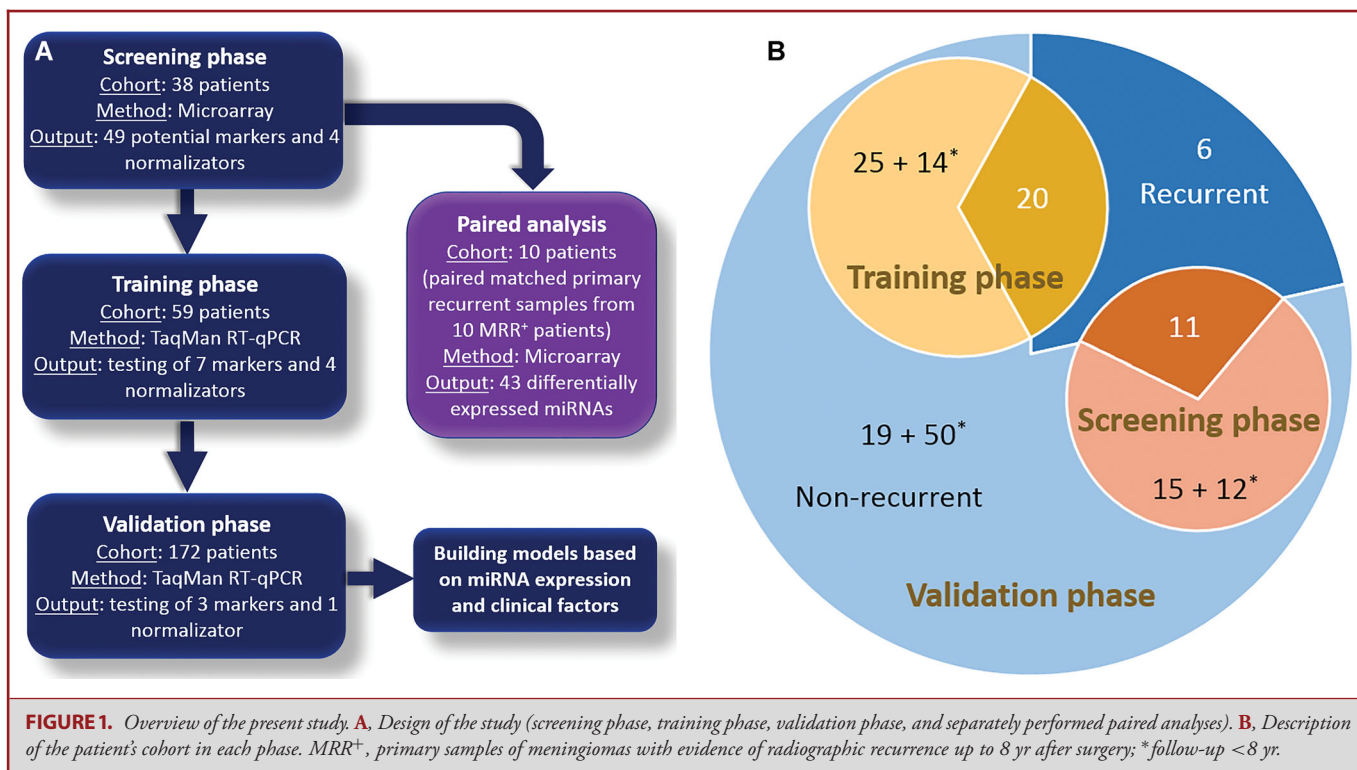 A
Screening phase
Cohort: 38 patients
Method: Microarray
Output: 49 potential markers and 4
normalizators
Training phase
Cohort: 59 patients
Method: TaqMan RT-qPCR
Output: testing of 7 markers and 4
normalizators
Validation phase
Cohort: 172 patients
Method: TaqMan RT-qPCR
Output: testing of 3 markers and 1
normalizator
Paired analysis
Cohort: 10 patients
(paired matched primary
recurrent samples from
10 MRR⁺ patients)
Method: Microarray
Output: 43 differentially
expressed miRNAs
Building models based
on miRNA expression
and clinical factors
B
25 + 14*
20
Training phase
6
Recurrent
11
Screening phase
15 + 12*
19 + 50*
Non-recurrent
Validation phase
FIGURE 1. Overview of the present study. A, Design of the study (screening phase, training phase, validation phase, and separately performed paired analyses). B, Description
of the patient's cohort in each phase. MRR⁺, primary samples of meningiomas with evidence of radiographic recurrence up to 8 yr after surgery; *follow-up <8 yr.